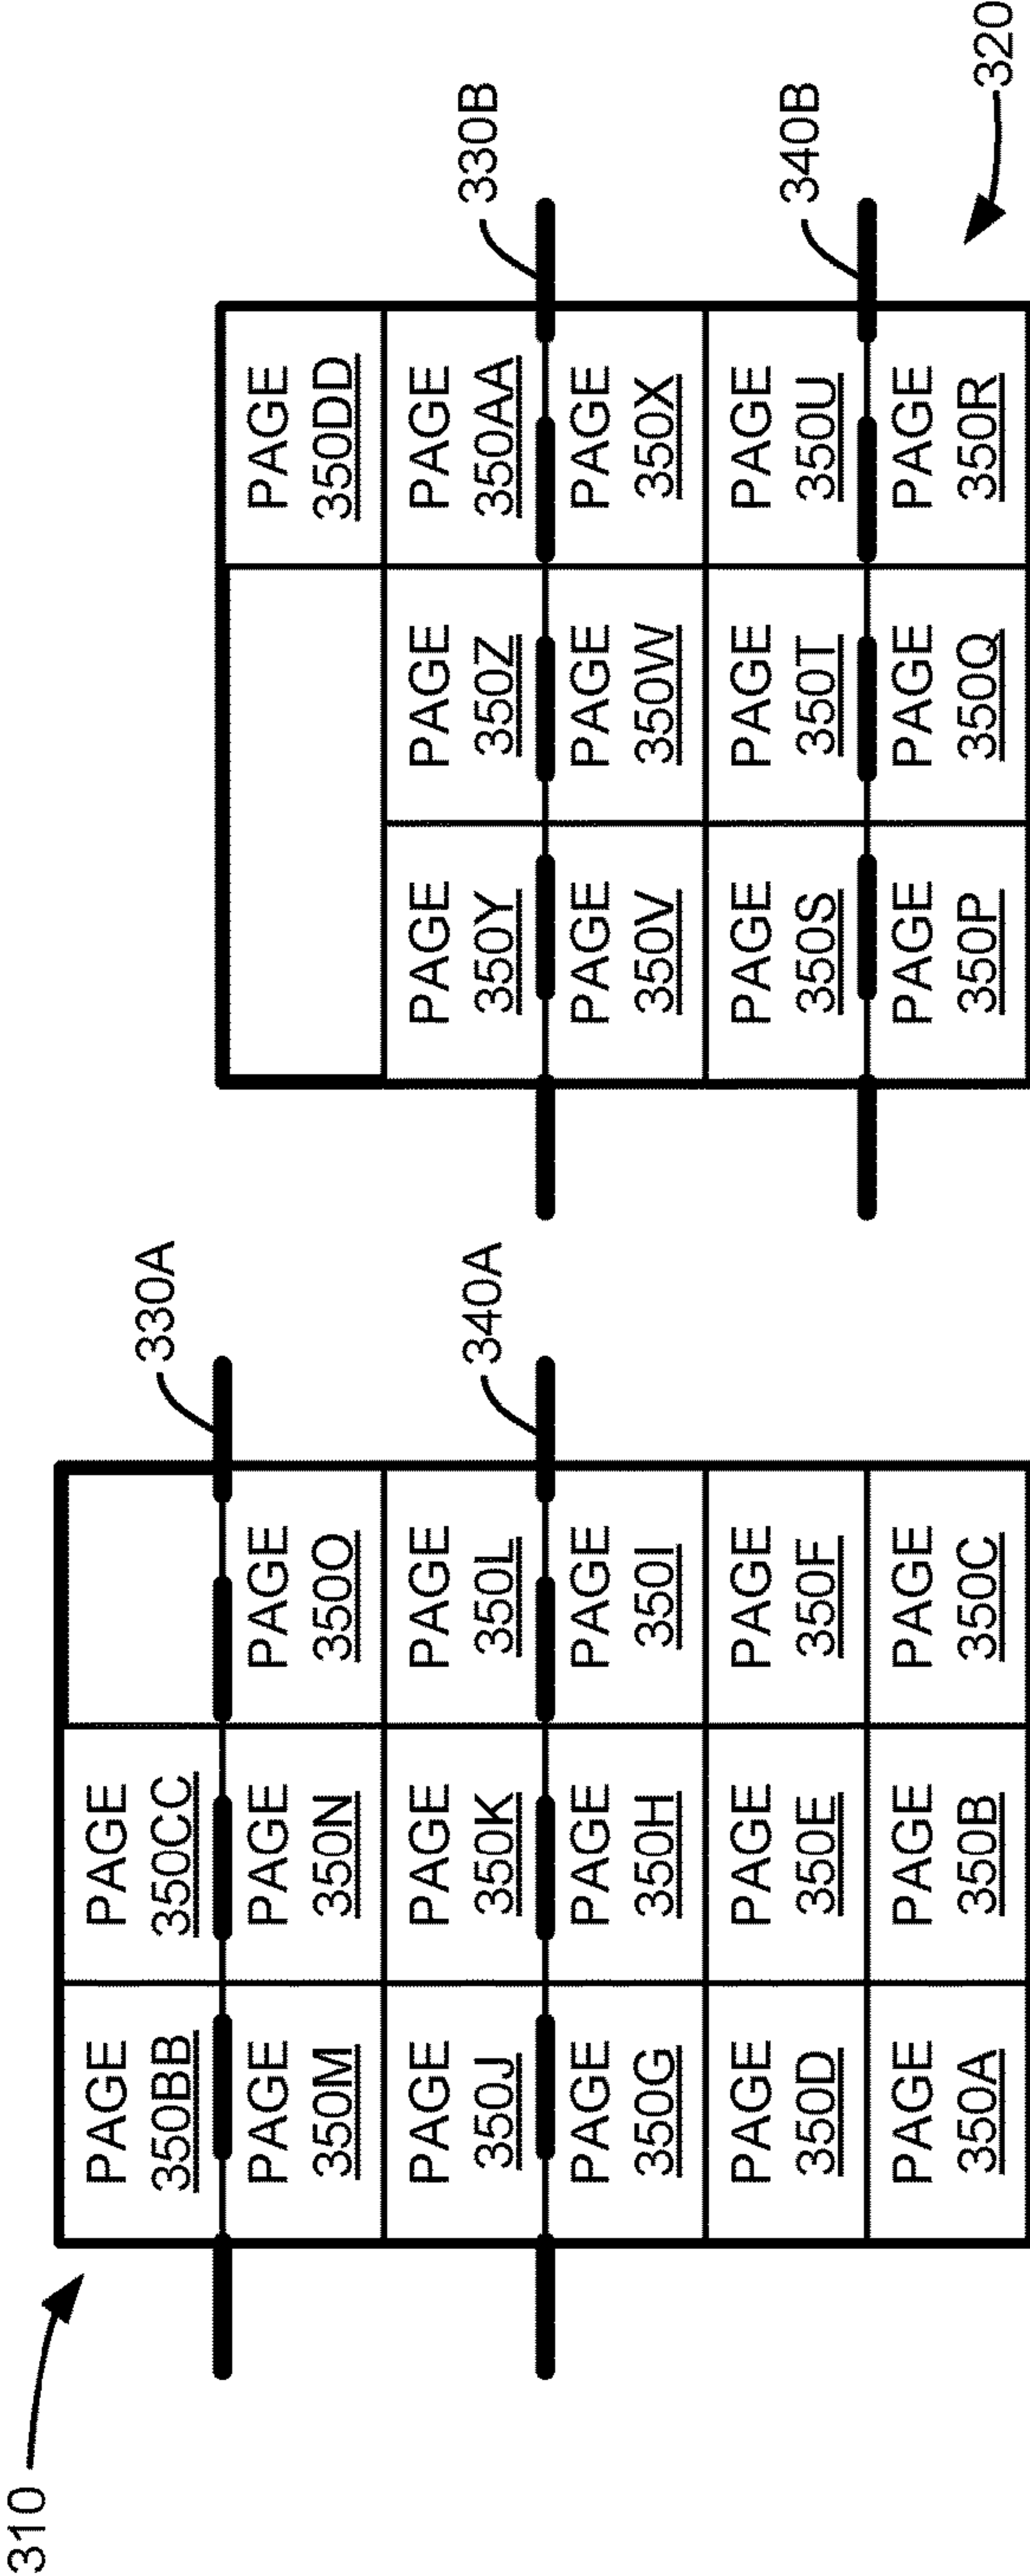 310
PAGE
350BB
PAGE
350CC
330A
PAGE
350M
PAGE
350N
PAGE
350O
PAGE
350J
PAGE
350K
PAGE
350L
340A
PAGE
350G
PAGE
350H
PAGE
350I
PAGE
350D
PAGE
350E
PAGE
350F
PAGE
350A
PAGE
350B
PAGE
350C
PAGE
350DD
PAGE
350Y
PAGE
350Z
PAGE
350AA
330B
PAGE
350V
PAGE
350W
PAGE
350X
PAGE
350S
PAGE
350T
PAGE
350U
340B
PAGE
350P
PAGE
350Q
PAGE
350R
320